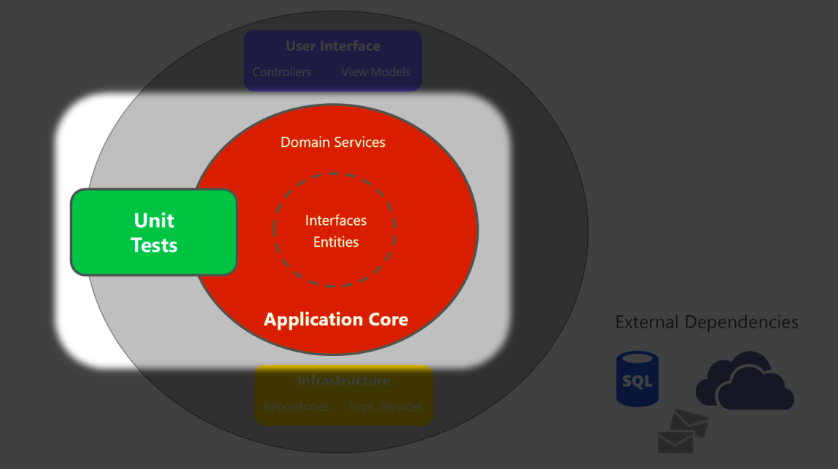 User Interface
Controllers View Models
Domain Services
Unit
Tests
Interfaces
Entities
Application Core
External Dependencies
SQL
Infrastructure
Repositories Impl. Services